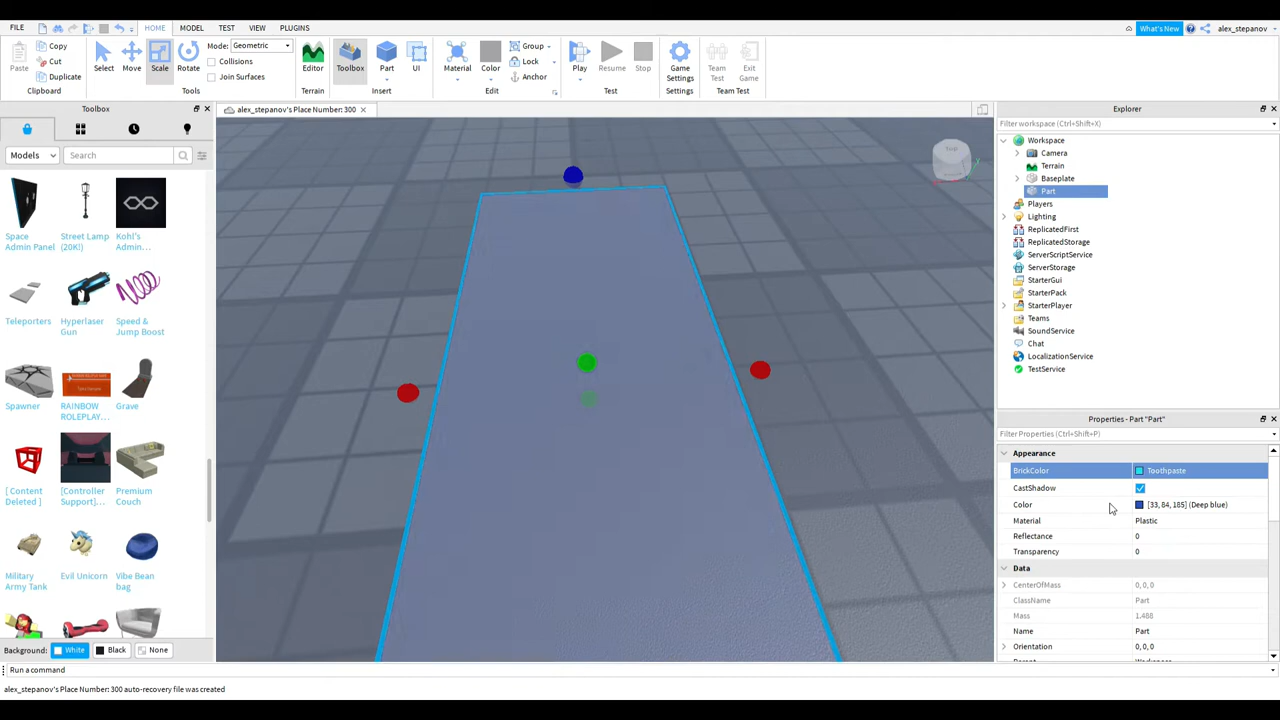 FILE HOME MODEL TEST VIEW PLUGINS What's New alex_stepanov
Paste Copy Cut Duplicate Clipboard
Select Move Scale Rotate Mode: Geometric Collisions Join Surfaces Tools
Editor Terrain
Toolbox Part UI Insert
Material Color Group Lock Anchor Edit
Play Resume Stop Test
Game Settings Settings
Team Test Exit Game Team Test
Toolbox
alex_stepanov's Place Number: 300
Models Search
Space Admin Panel
Street Lamp (20K!)
Kohl's Admin...
Teleporters
Hyperlaser Gun
Speed & Jump Boost
Spawner
RAINBOW ROLEPLAY...
Grave
[ Content Deleted ]
[Controller Support]...
Premium Couch
Military Army Tank
Evil Unicorn
Vibe Bean bag
Background: White Black None
Top
Explorer
Filter workspace (Ctrl+Shift+X)
Workspace
Camera
Terrain
Baseplate
Part
Players
Lighting
ReplicatedFirst
ReplicatedStorage
ServerScriptService
ServerStorage
StarterGui
StarterPack
StarterPlayer
Teams
SoundService
Chat
LocalizationService
TestService
Properties - Part "Part"
Filter Properties (Ctrl+Shift+P)
Appearance
BrickColor Toothpaste
CastShadow
Color [33, 84, 185] (Deep blue)
Material Plastic
Reflectance 0
Transparency 0
Data
CenterOfMass 0, 0, 0
ClassName Part
Mass 1.488
Name Part
Orientation 0, 0, 0
Run a command
alex_stepanov's Place Number: 300 auto-recovery file was created